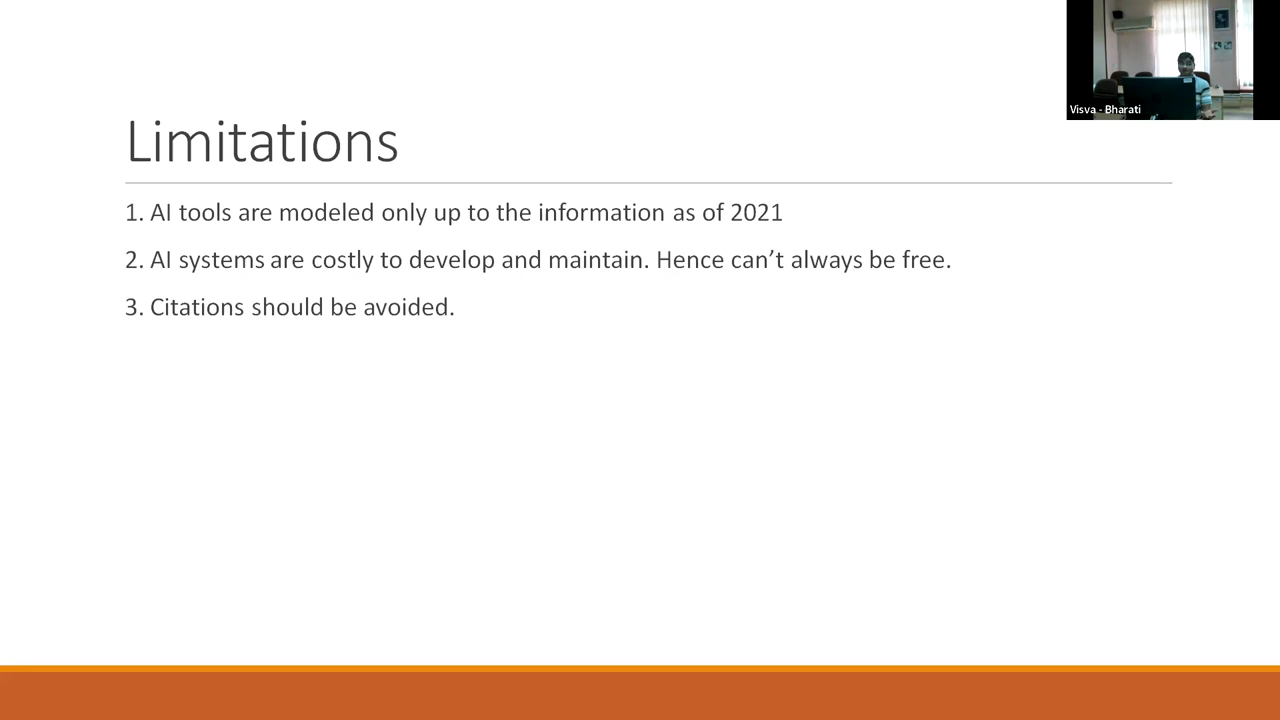 Visva - Bharati
Limitations
1. AI tools are modeled only up to the information as of 2021
2. AI systems are costly to develop and maintain. Hence can’t always be free.
3. Citations should be avoided.